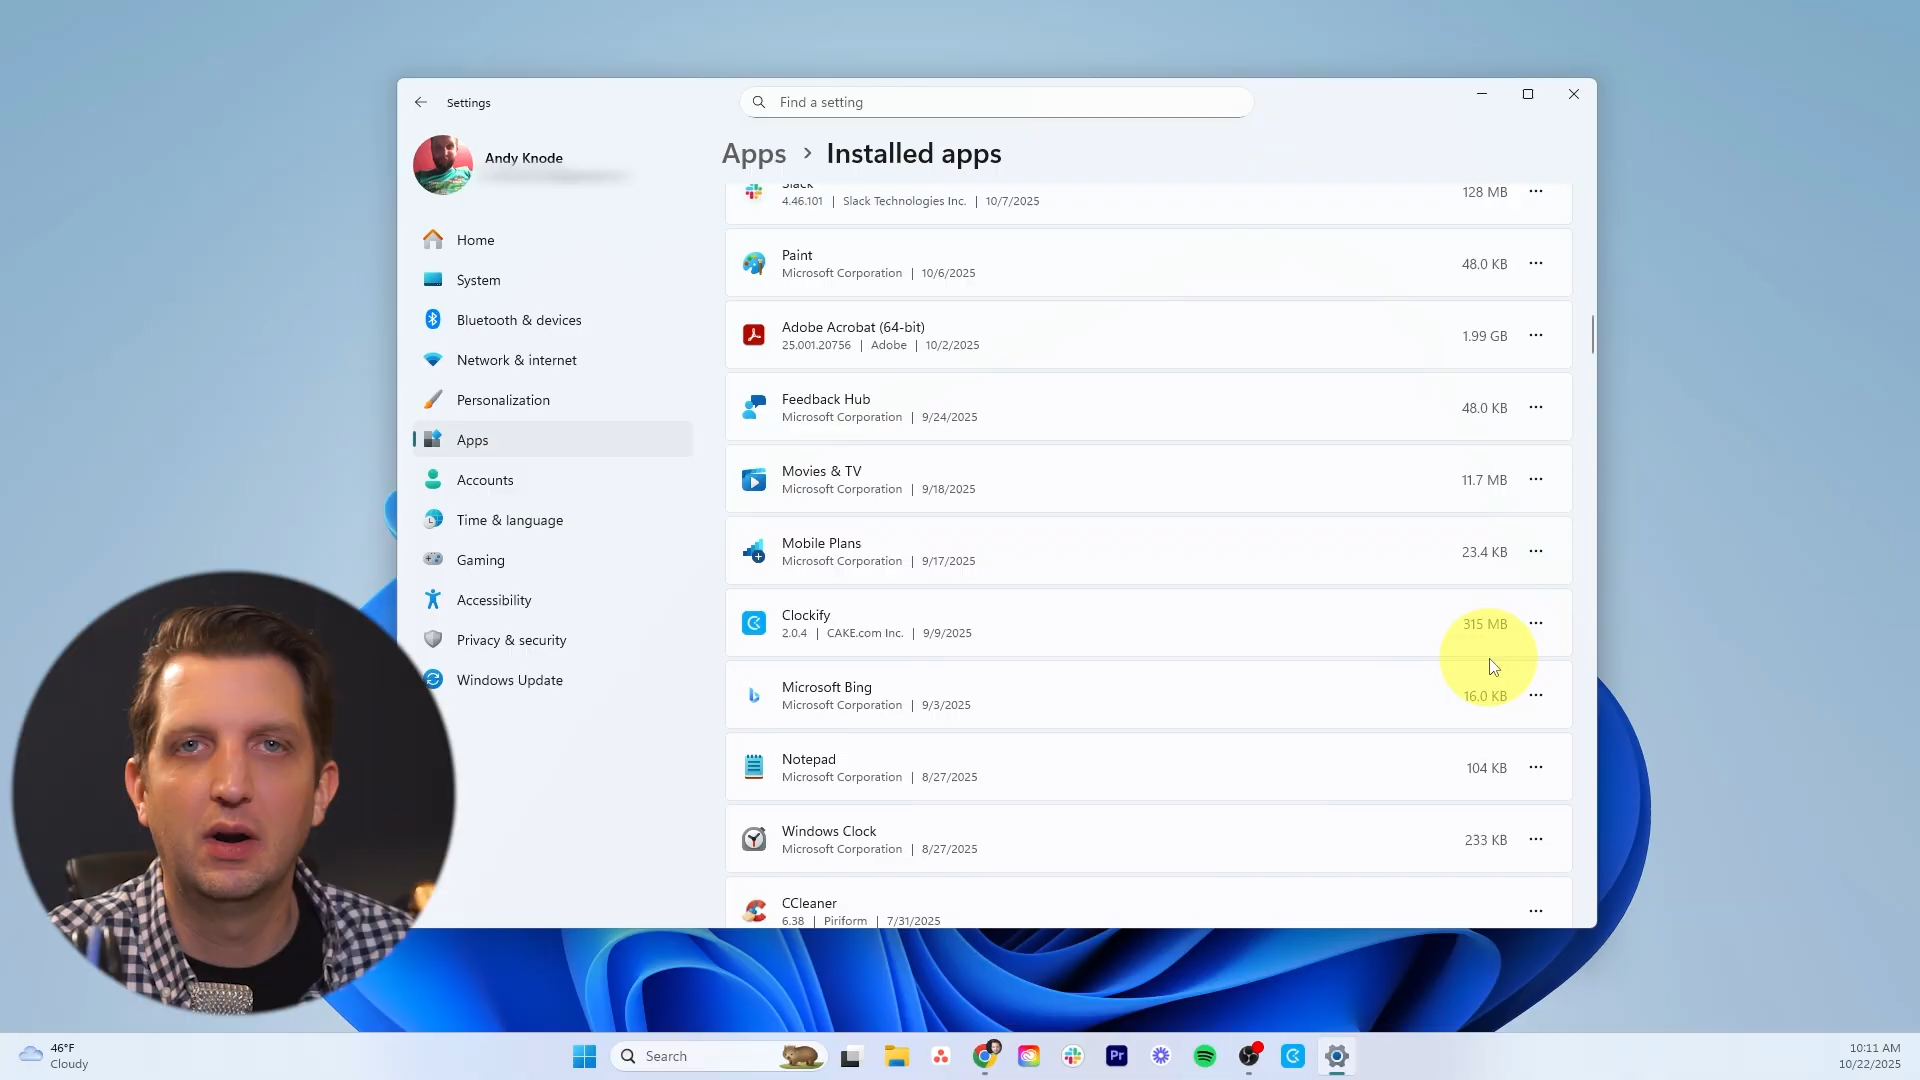 Settings
Find a setting
Andy Knode
Apps > Installed apps
Home
System
Bluetooth & devices
Network & internet
Personalization
Apps
Accounts
Time & language
Gaming
Accessibility
Privacy & security
Windows Update
Slack 128 MB
4.46.101 | Slack Technologies Inc. | 10/7/2025
Paint 48.0 KB
Microsoft Corporation | 10/6/2025
Adobe Acrobat (64-bit) 1.99 GB
25.001.20756 | Adobe | 10/2/2025
Feedback Hub 48.0 KB
Microsoft Corporation | 9/24/2025
Movies & TV 11.7 MB
Microsoft Corporation | 9/18/2025
Mobile Plans 23.4 KB
Microsoft Corporation | 9/17/2025
Clockify 315 MB
2.0.4 | CAKE.com Inc. | 9/9/2025
Microsoft Bing 16.0 KB
Microsoft Corporation | 9/3/2025
Notepad 104 KB
Microsoft Corporation | 8/27/2025
Windows Clock 233 KB
Microsoft Corporation | 8/27/2025
CCleaner
6.38 | Piriform | 7/31/2025
46°F
Cloudy
Search
Pr
10:11 AM
10/22/2025